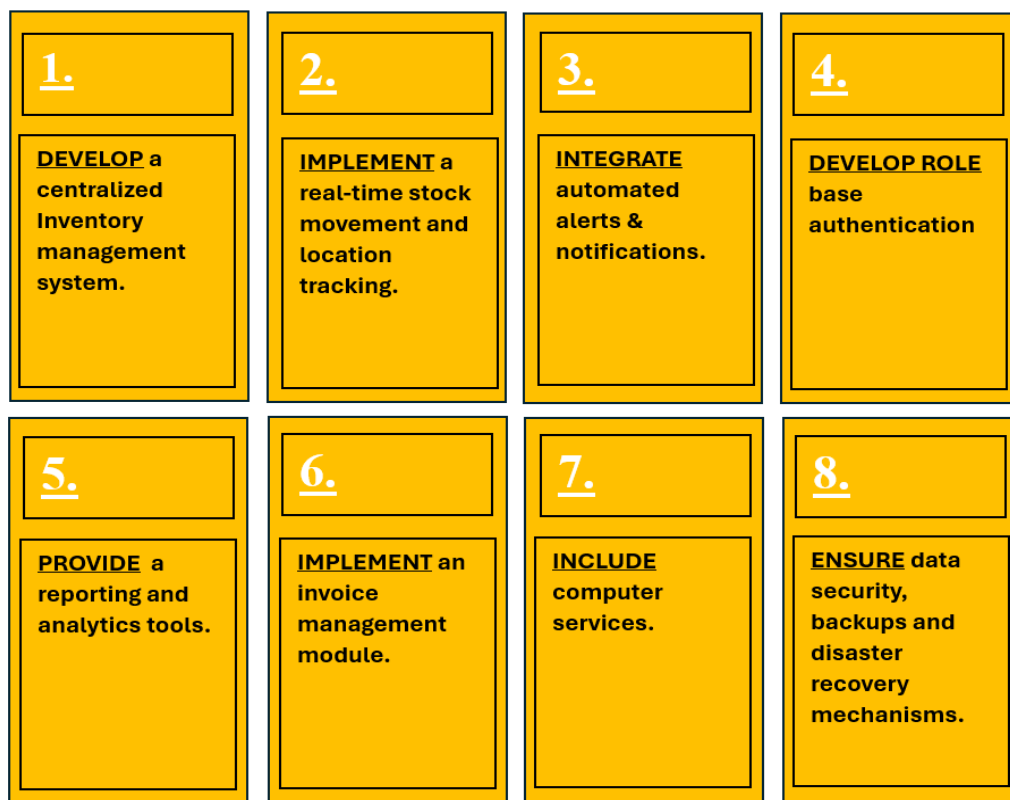 1.
DEVELOP a
centralized
Inventory
management
system.
2.
IMPLEMENT a
real-time stock
movement and
location
tracking.
3.
INTEGRATE
automated
alerts &
notifications.
4.
DEVELOP ROLE
base
authentication
5.
PROVIDE a
reporting and
analytics tools.
6.
IMPLEMENT an
invoice
management
module.
7.
INCLUDE
computer
services.
8.
ENSURE data
security,
backups and
disaster
recovery
mechanisms.